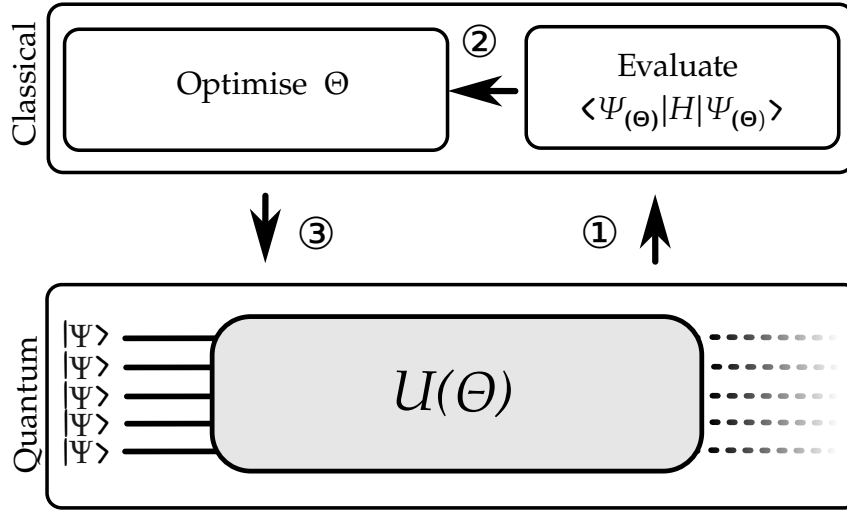 Classical
Optimise Θ
②
Evaluate
<Ψ(Θ)|H|Ψ(Θ)>
③
①
Quantum
|Ψ>
|Ψ>
|Ψ>
|Ψ>
|Ψ>
U(Θ)